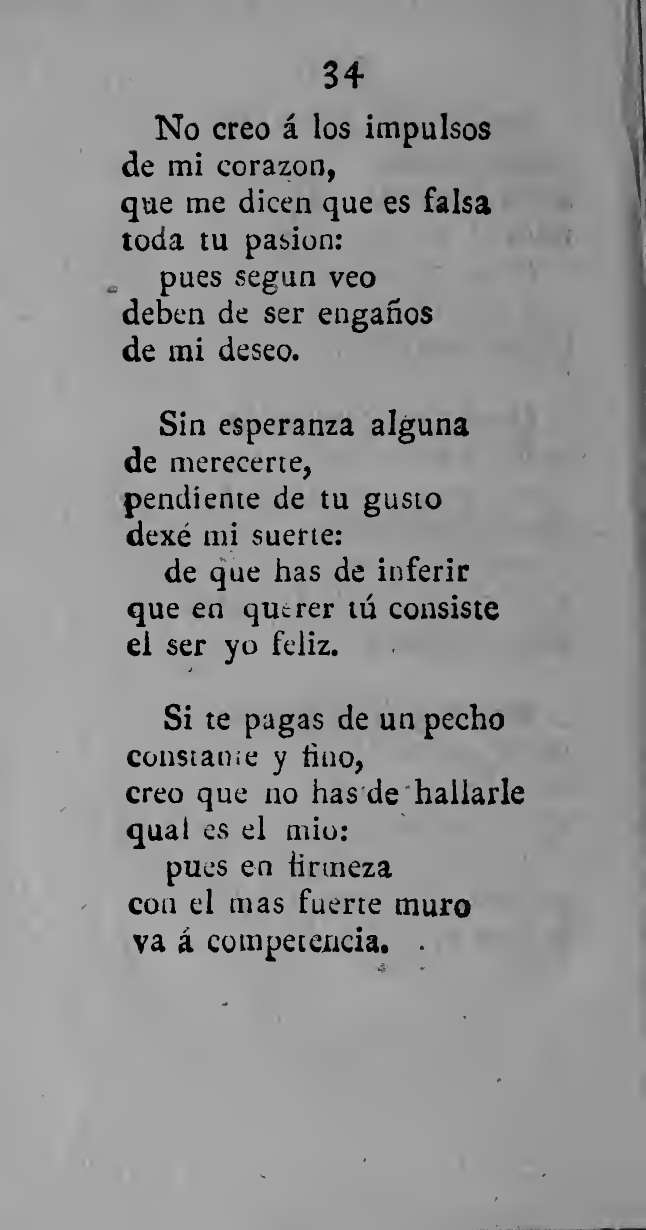 34
No creo á los impulsos
de mi corazon,
que me dicen que es falsa
toda tu pasion:
pues segun veo
deben de ser engaños
de mi deseo.
Sin esperanza alguna
de merecerte,
pendiente de tu gusto
dexé mi suerte:
de que has de inferir
que en querer tú consiste
el ser yo feliz.
Si te pagas de un pecho
constante y fino,
creo que no has de hallarle
qual es el mio:
pues en firmeza
con el mas fuerte muro
va á competencia.